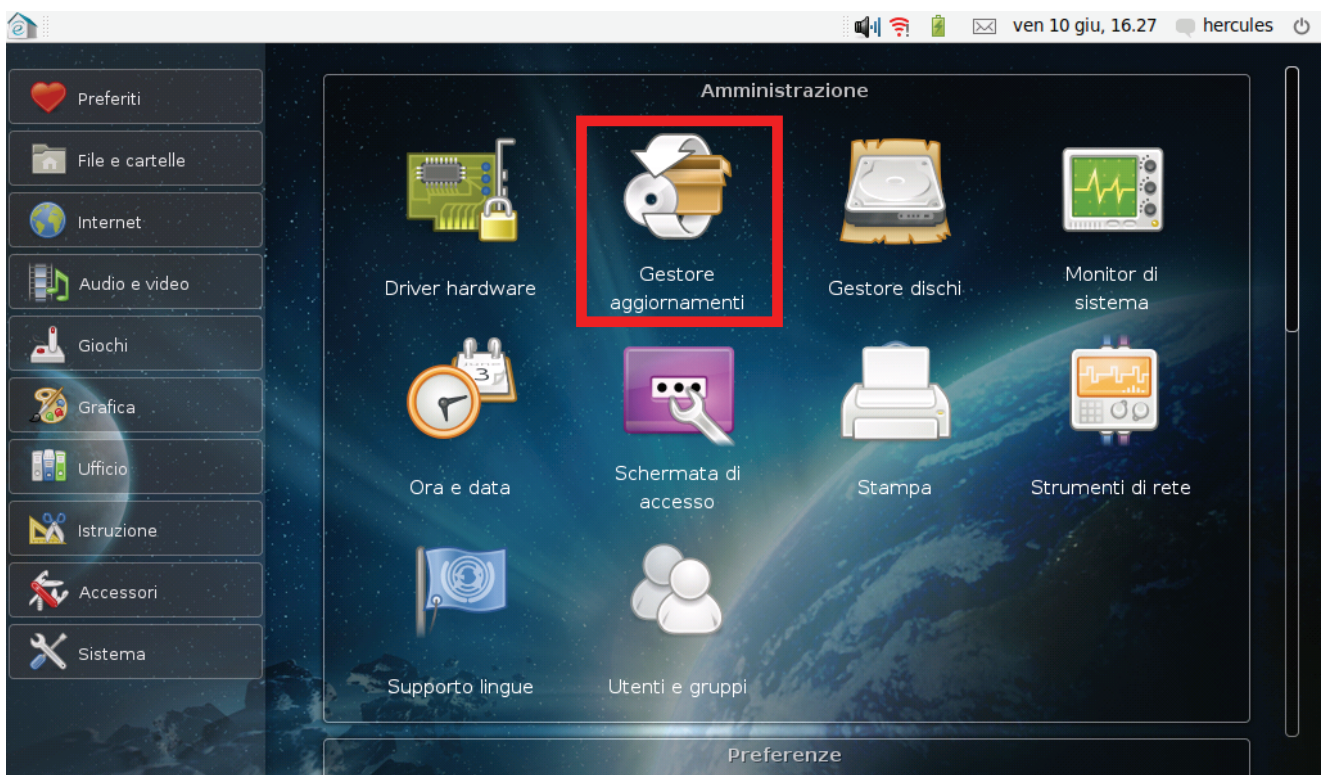 ven 10 giu, 16.27 hercules
Preferiti
File e cartelle
Internet
Audio e video
Giochi
Grafica
Ufficio
Istruzione
Accessori
Sistema
Amministrazione
Driver hardware
Gestore
aggiornamenti
Gestore dischi
Monitor di
sistema
Ora e data
Schermata di
accesso
Stampa
Strumenti di rete
Supporto lingue
Utenti e gruppi
Preferenze